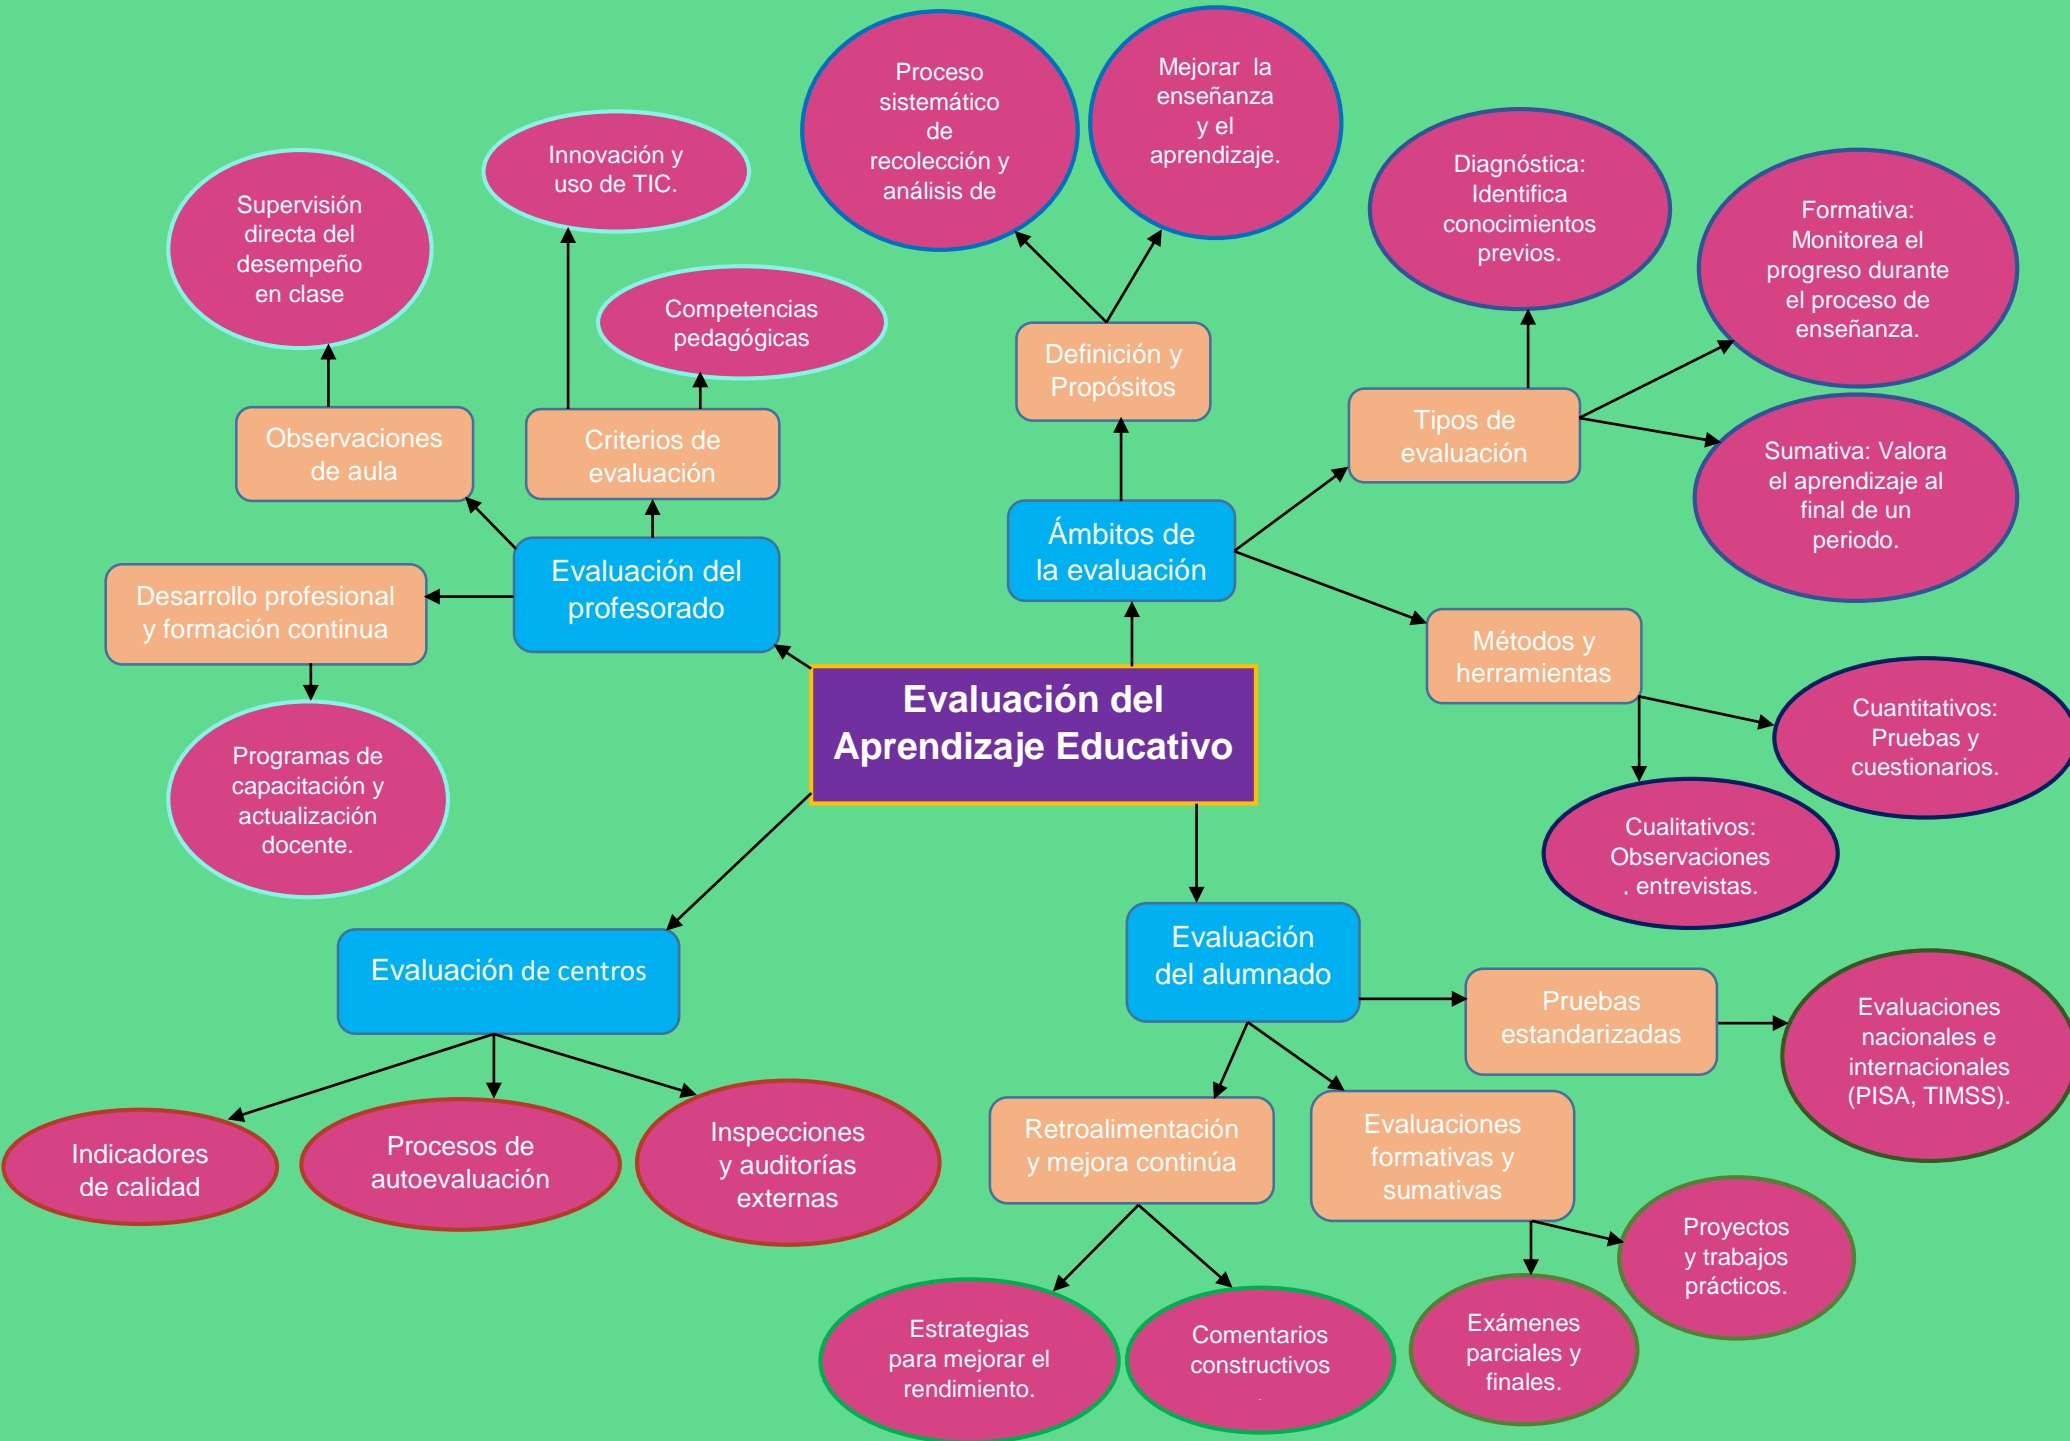 Evaluación del
Aprendizaje Educativo
Ámbitos de
la evaluación
Definición y
Propósitos
Proceso
sistemático
de
recolección y
análisis de
Mejorar  la
enseñanza
y el
aprendizaje.
Tipos de
evaluación
Diagnóstica:
Identifica
conocimientos
previos.
Formativa:
Monitorea el
progreso durante
el proceso de
enseñanza.
Sumativa: Valora
el aprendizaje al
final de un
periodo.
Métodos y
herramientas
Cuantitativos:
Pruebas y
cuestionarios.
Cualitativos:
Observaciones
, entrevistas.
Evaluación del
profesorado
Criterios de
evaluación
Innovación y
uso de TIC.
Competencias
pedagógicas
Observaciones
de aula
Supervisión
directa del
desempeño
en clase
Desarrollo profesional
y formación continua
Programas de
capacitación y
actualización
docente.
Evaluación de centros
Indicadores
de calidad
Procesos de
autoevaluación
Inspecciones
y auditorías
externas
Evaluación
del alumnado
Pruebas
estandarizadas
Evaluaciones
nacionales e
internacionales
(PISA, TIMSS).
Retroalimentación
y mejora continúa
Estrategias
para mejorar el
rendimiento.
Comentarios
constructivos
.
Evaluaciones
formativas y
sumativas
Exámenes
parciales y
finales.
Proyectos
y trabajos
prácticos.